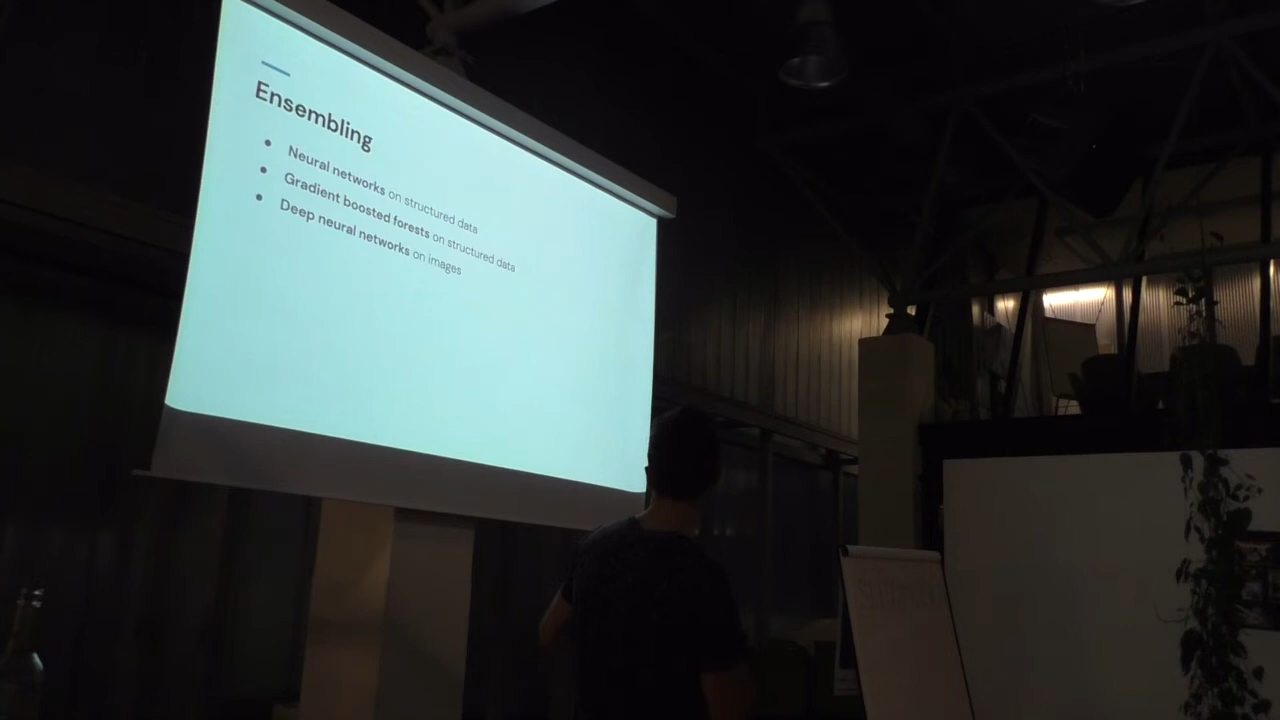 Ensembling
● Neural networks on structured data
● Gradient boosted forests on structured data
● Deep neural networks on images